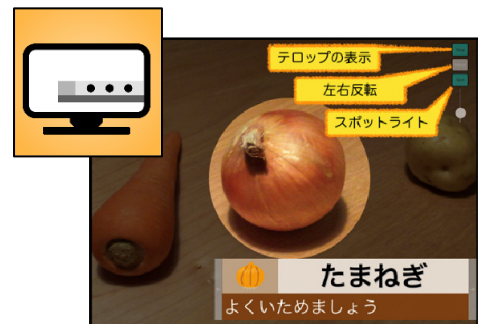 テロップの表示
左右反転
スポットライト
たまねぎ
よくいためましょう